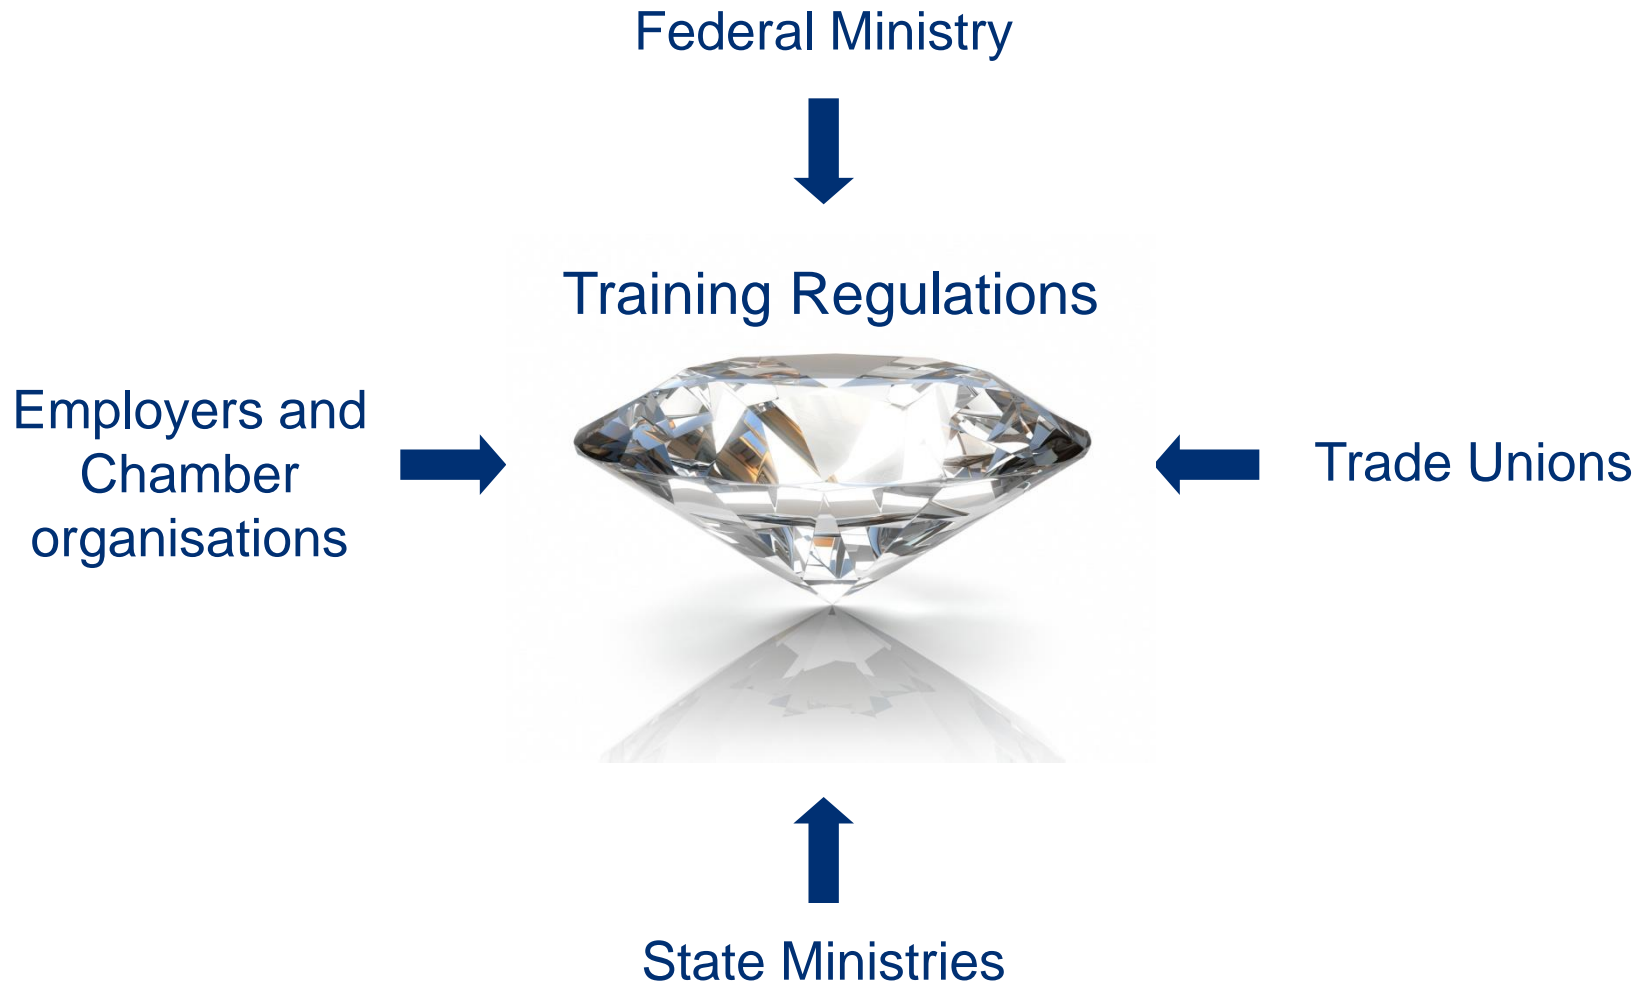 Federal Ministry
Training Regulations
Employers and
Chamber
organisations
Trade Unions
State Ministries